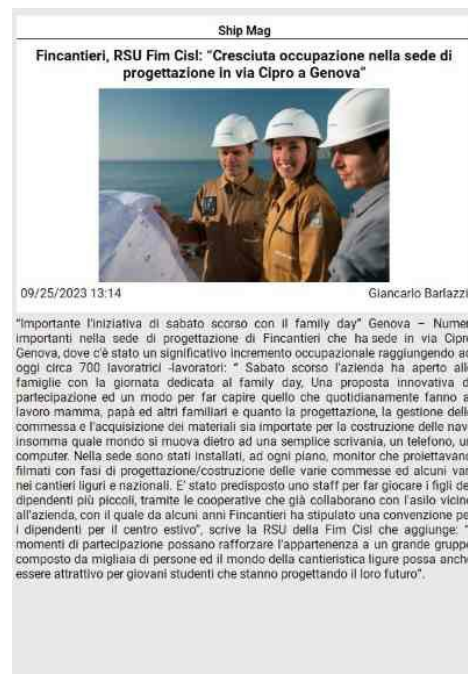 Ship Mag
Fincantieri, RSU Fim Cisl: “Cresciuta occupazione nella sede di
progettazione in via Cipro a Genova”
09/25/2023 13:14 Giancarlo Barlazzi
“Importante l'iniziativa di sabato scorso con il family day” Genova – Numer
importanti nella sede di progettazione di Fincantieri che ha sede in via Cipro
Genova, dove c'è stato un significativo incremento occupazionale raggiungendo ad
oggi circa 700 lavoratrici -lavoratori: “ Sabato scorso l'azienda ha aperto alle
famiglie con la giornata dedicata al family day, Una proposta innovativa d
partecipazione ed un modo per far capire quello che quotidianamente fanno a
lavoro mamma, papà ed altri familiari e quanto la progettazione, la gestione delle
commessa e l'acquisizione dei materiali sia importante per la costruzione delle nav
insomma quale mondo si muova dietro ad una semplice scrivania, un telefono, un
computer. Nella sede sono stati installati, ad ogni piano, monitor che proiettavano
filmati con fasi di progettazione/costruzione delle varie commesse ed alcuni var
nei cantieri liguri e nazionali. E' stato predisposto uno staff per far giocare i figli de
dipendenti più piccoli, tramite le cooperative che già collaborano con l'asilo vicino
all'azienda, con il quale da alcuni anni Fincantieri ha stipulato una convenzione pe
i dipendenti per il centro estivo”, scrive la RSU della Fim Cisl che aggiunge: “
momenti di partecipazione possano rafforzare l'appartenenza a un grande gruppo
composto da migliaia di persone ed il mondo della cantieristica ligure possa anche
essere attrattivo per giovani studenti che stanno progettando il loro futuro”.